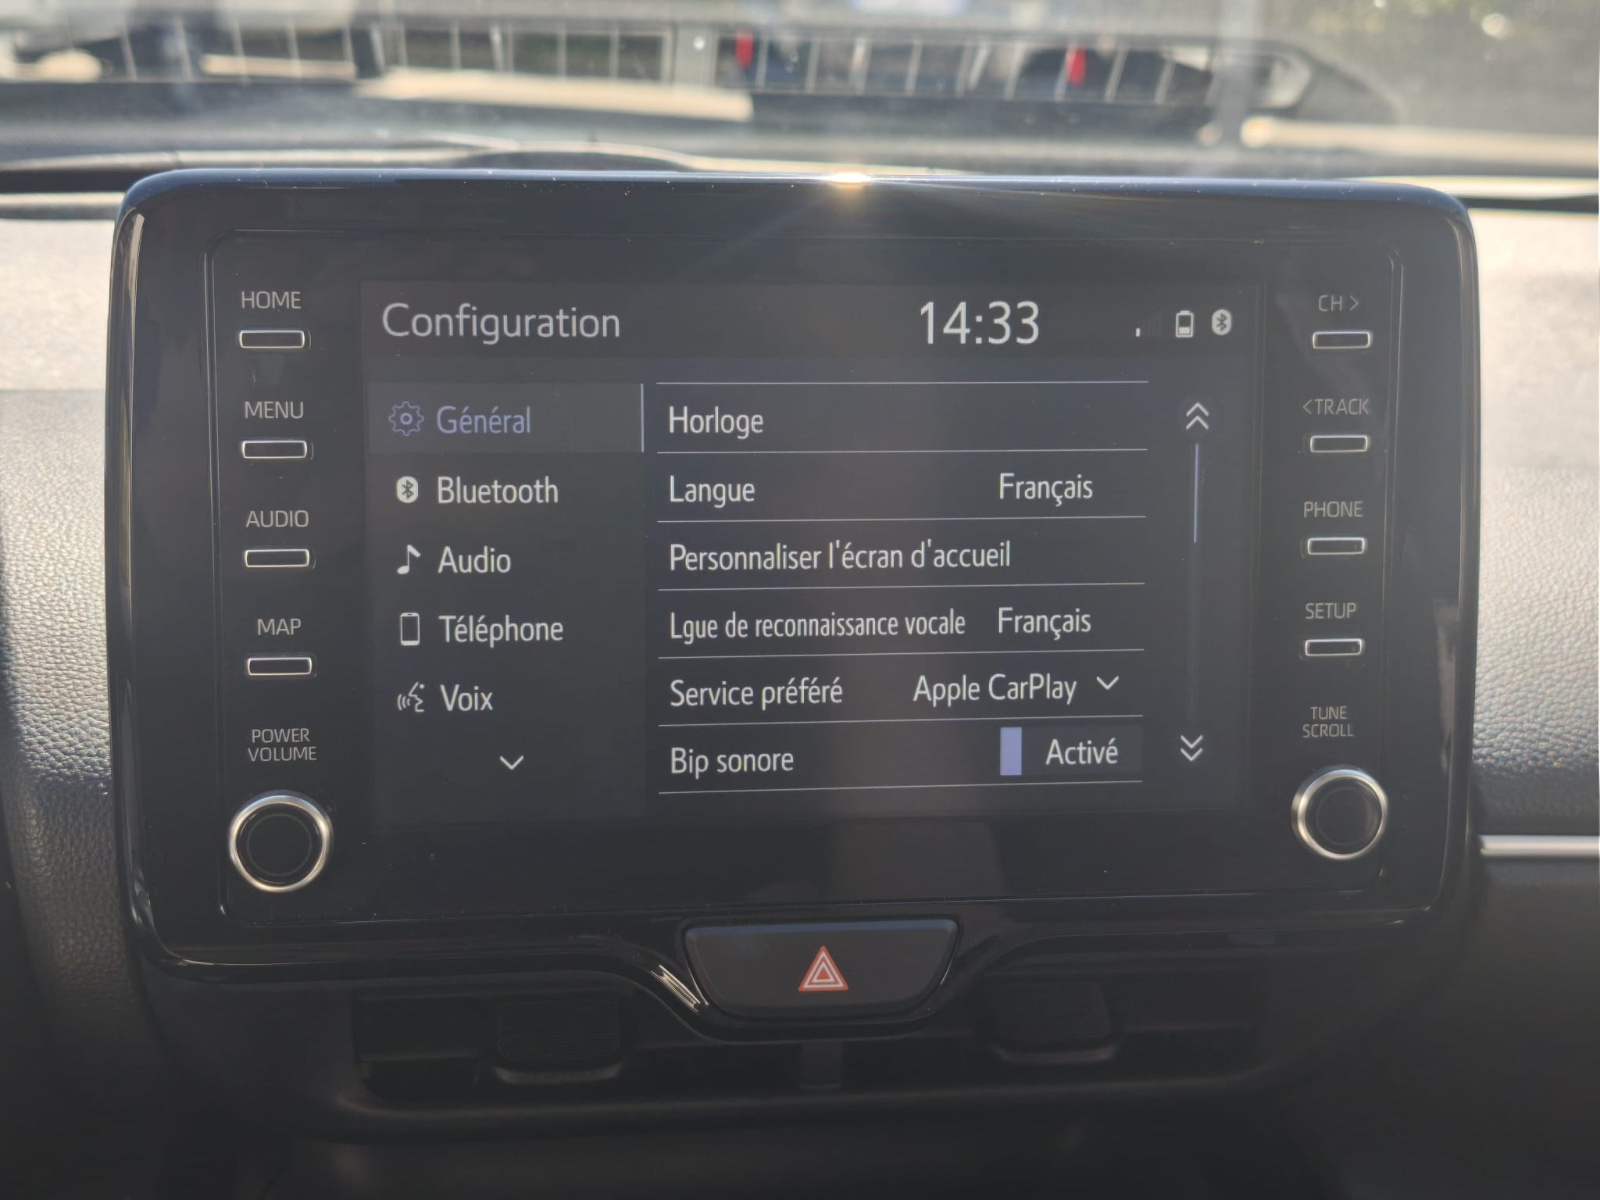 HOME
MENU
AUDIO
MAP
POWER
VOLUME
Configuration 14:33
Général
Bluetooth
Audio
Téléphone
Voix
Horloge
Langue Français
Personnaliser l'écran d'accueil
Lgue de reconnaissance vocale Français
Service préféré Apple CarPlay
Bip sonore Activé
CH >
<TRACK
PHONE
SETUP
TUNE
SCROLL